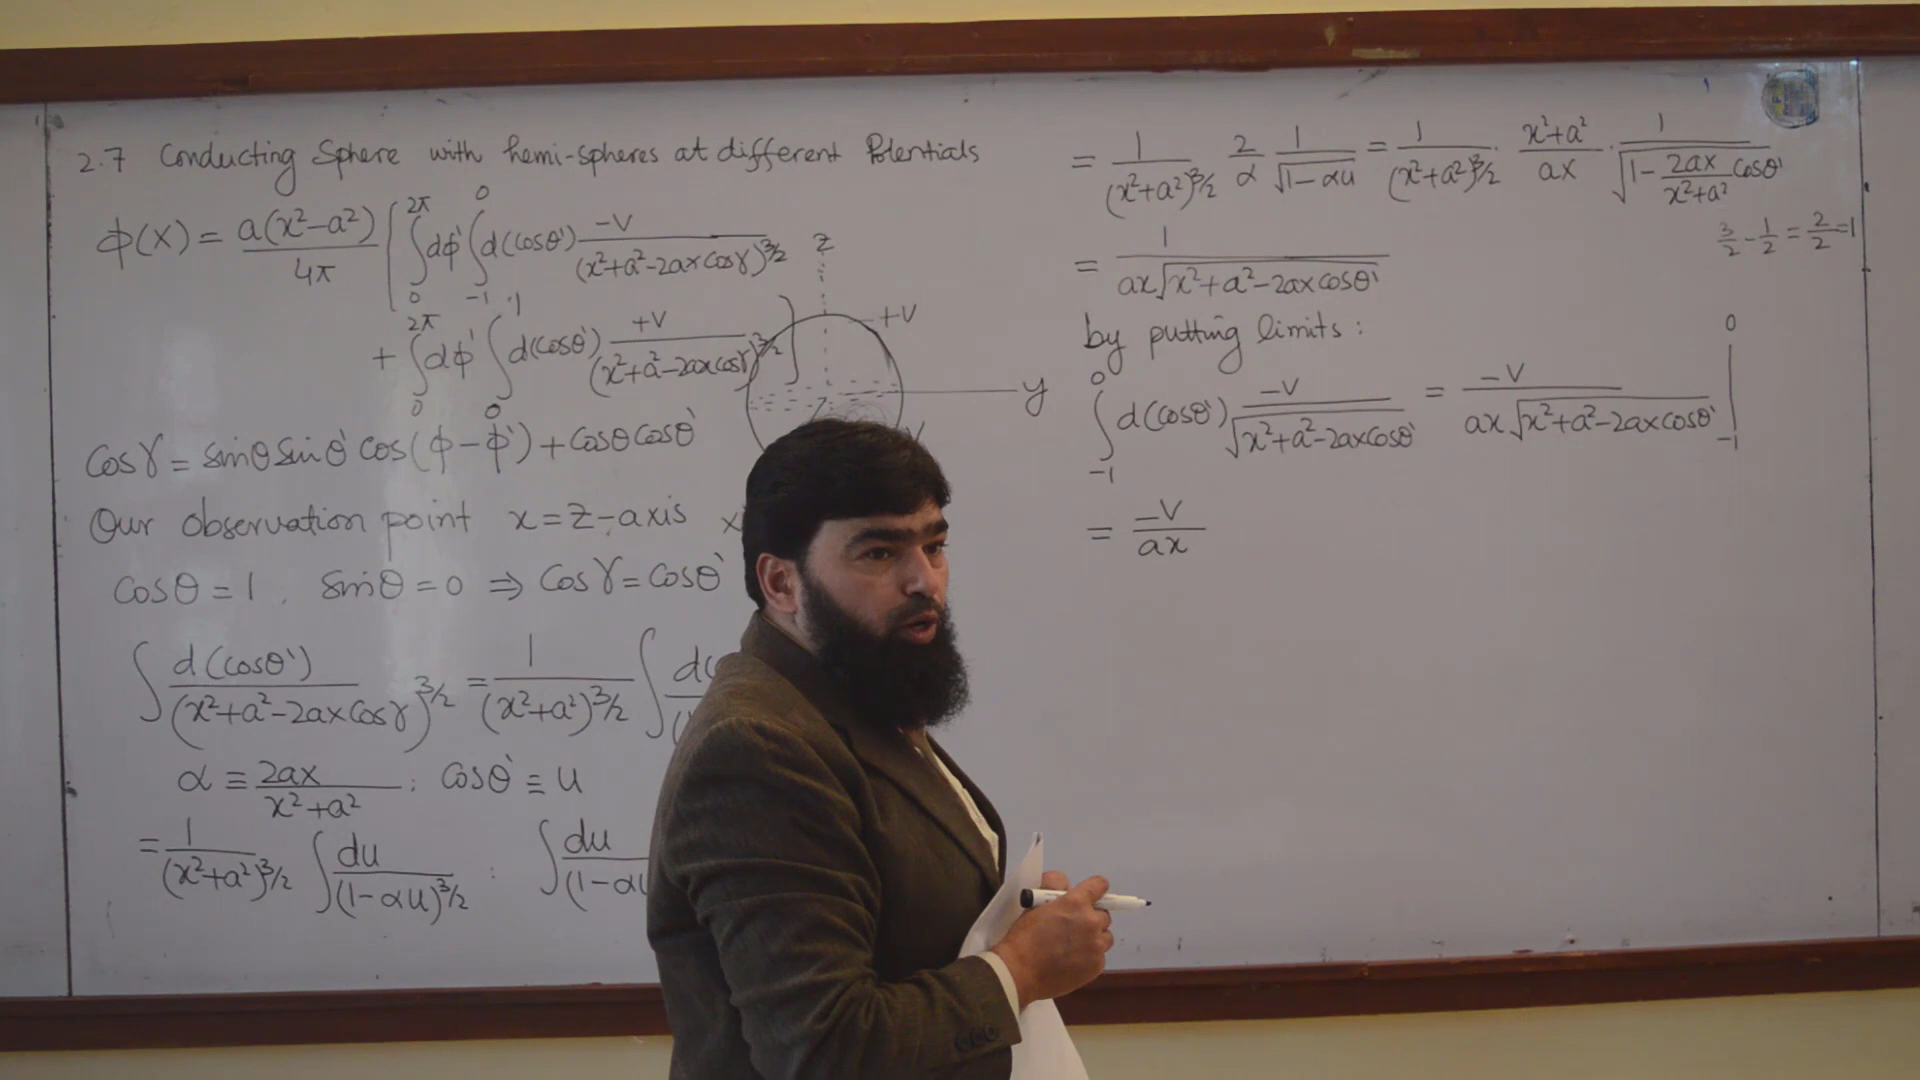 2.7 Conducting Sphere with hemi-spheres at different Potentials
ϕ(X) = a(x²-a²)/4π [ ∫₀^2π dϕ' ∫₋₁^0 d(cosθ') -V/(x²+a²-2ax cosγ)^3/2
+ ∫₀^2π dϕ' ∫₀^1 d(cosθ') +V/(x²+a²-2ax cosγ)^3/2 ]
z
+V
y
cosγ = sinθ sinθ' cos(ϕ-ϕ') + cosθ cosθ'
Our observation point x = z-axis
cosθ = 1, sinθ = 0 ⇒ cosγ = cosθ'
∫ d(cosθ')/(x²+a²-2ax cosγ)^3/2 = 1/(x²+a²)^3/2 ∫
α ≡ 2ax/x²+a² ; cosθ' ≡ u
= 1/(x²+a²)^3/2 ∫ du/(1-αu)^3/2 : ∫ du/(1-αu
= 1/(x²+a²)^3/2 2/α 1/√1-αu = 1/(x²+a²)^3/2 · x²+a²/ax · 1/√1-2ax/x²+a² cosθ'
3/2 - 1/2 = 2/2 = 1
= 1/ax√x²+a²-2ax cosθ'
by putting limits :
∫₋₁^0 d(cosθ') -V/√x²+a²-2ax cosθ' = -V/ax√x²+a²-2ax cosθ' |₋₁^0
= -V/ax